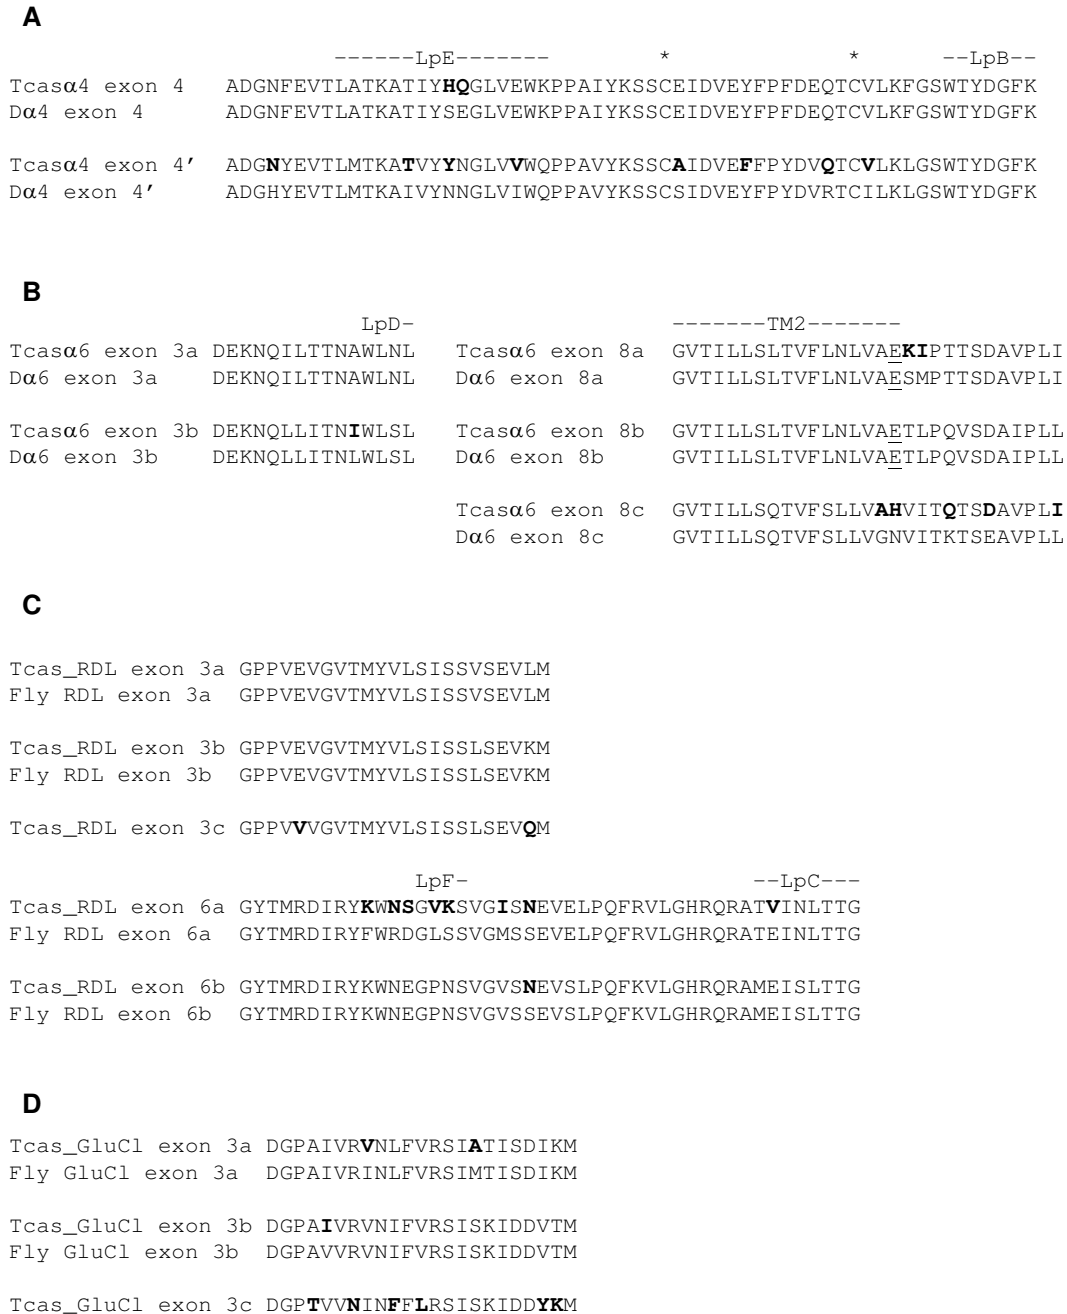 A
------LpE------- * * --LpB--
Tcasα4 exon 4 ADGNFEVTLATKATIYHQGLVEWKPPAIYKSSCEIDVEYFPFDEQTCVLKFGSWTYDGFK
Dα4 exon 4 ADGNFEVTLATKATIYSEGLVEWKPPAIYKSSCEIDVEYFPFDEQTCVLKFGSWTYDGFK
Tcasα4 exon 4′ ADGNYEVTLMTKATVYYNGLVVWQPPAVYKSSCAIDVEFFPYDVQTCVLKLGSWTYDGFK
Dα4 exon 4′ ADGHYEVTLMTKAIVYNNGLVIWQPPAVYKSSCSIDVEYFPYDVRTCILKLGSWTYDGFK
B
LpD- -------TM2-------
Tcasα6 exon 3a DEKNQILTTNAWLNL Tcasα6 exon 8a GVTILLSLTVFLNLVAEKIPTTSDAVPLI
Dα6 exon 3a DEKNQILTTNAWLNL Dα6 exon 8a GVTILLSLTVFLNLVAESMPTTSDAVPLI
Tcasα6 exon 3b DEKNQLLITNIWLSL Tcasα6 exon 8b GVTILLSLTVFLNLVAETLPQVSDAIPLL
Dα6 exon 3b DEKNQLLITNLWLSL Dα6 exon 8b GVTILLSLTVFLNLVAETLPQVSDAIPLL
Tcasα6 exon 8c GVTILLSQTVFSLLVAHVITQTSDAVPLI
Dα6 exon 8c GVTILLSQTVFSLLVGNVITKTSEAVPLL
C
Tcas_RDL exon 3a GPPVEVGVTMYVLSISSVSEVLM
Fly RDL exon 3a GPPVEVGVTMYVLSISSVSEVLM
Tcas_RDL exon 3b GPPVEVGVTMYVLSISSLSEVKM
Fly RDL exon 3b GPPVEVGVTMYVLSISSLSEVKM
Tcas_RDL exon 3c GPPVVVGVTMYVLSISSLSEVQM
LpF- --LpC---
Tcas_RDL exon 6a GYTMRDIRYKWNSGVKSVGISNEVELPQFRVLGHRQRATVINLTTG
Fly RDL exon 6a GYTMRDIRYFWRDGLSSVGMSSEVELPQFRVLGHRQRATEINLTTG
Tcas_RDL exon 6b GYTMRDIRYKWNEGPNSVGVSNEVSLPQFKVLGHRQRAMEISLTTG
Fly RDL exon 6b GYTMRDIRYKWNEGPNSVGVSSEVSLPQFKVLGHRQRAMEISLTTG
D
Tcas_GluCl exon 3a DGPAIVRVNLFVRSIATISDIKM
Fly GluCl exon 3a DGPAIVRINLFVRSIMTISDIKM
Tcas_GluCl exon 3b DGPAIVRVNIFVRSISKIDDVTM
Fly GluCl exon 3b DGPAVVRVNIFVRSISKIDDVTM
Tcas_GluCl exon 3c DGPTVVNINFFLRSISKIDDYKM